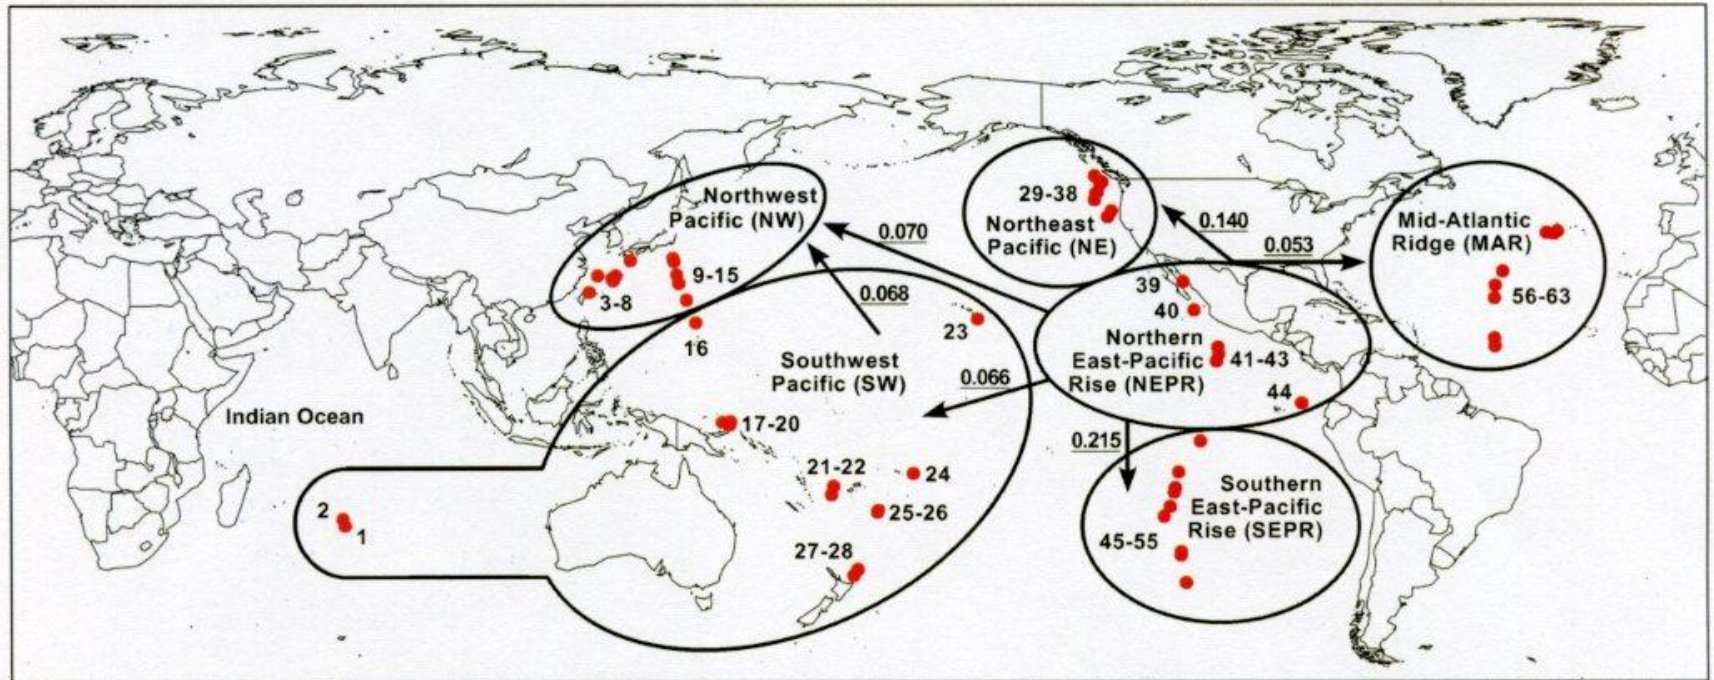 Northwest
Pacific (NW)
9-15
3-8
16
0.070
0.068
29-38
Northeast
Pacific (NE)
0.140
0.053
Mid-Atlantic
Ridge (MAR)
56-63
39
40
Northern
East-Pacific
Rise (NEPR)
41-43
44
23
Southwest
Pacific (SW)
0.066
Indian Ocean
17-20
21-22
24
25-26
27-28
2
1
0.215
Southern
East-Pacific
Rise (SEPR)
45-55